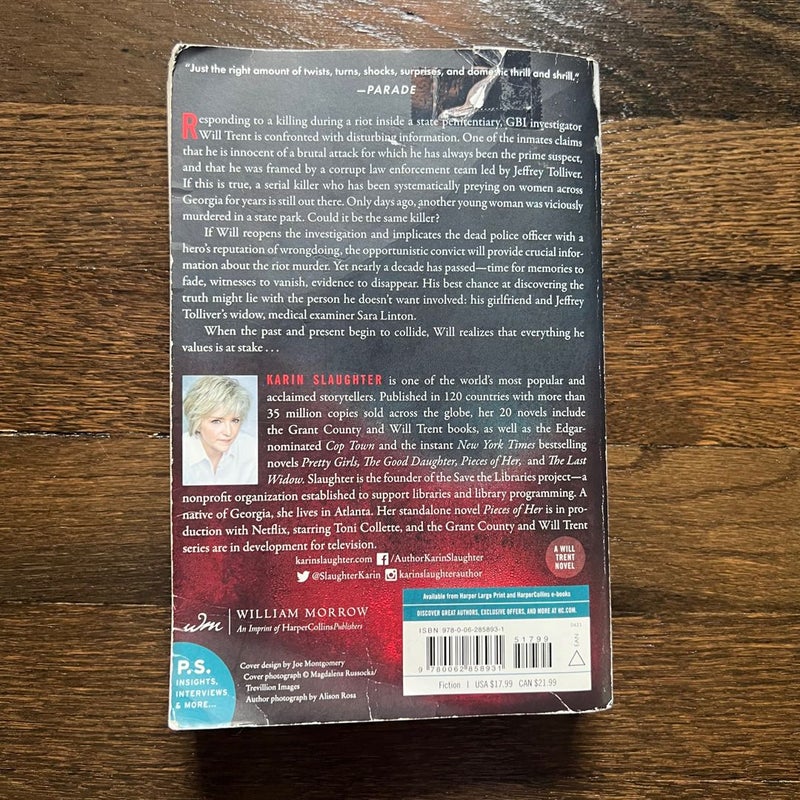 "Just the right amount of twists, turns, shocks, surprises, and domestic thrill and shrill."
—PARADE
Responding to a killing during a riot inside a state penitentiary, GBI investigator
Will Trent is confronted with disturbing information. One of the inmates claims
that he is innocent of a brutal attack for which he has always been the prime suspect,
and that he was framed by a corrupt law enforcement team led by Jeffrey Tolliver.
If this is true, a serial killer who has been systematically preying on women across
Georgia for years is still out there. Only days ago, another young woman was viciously
murdered in a state park. Could it be the same killer?
If Will reopens the investigation and implicates the dead police officer with a
hero's reputation of wrongdoing, the opportunistic convict will provide crucial infor-
mation about the riot murder. Yet nearly a decade has passed—time for memories to
fade, witnesses to vanish, evidence to disappear. His best chance at discovering the
truth might lie with the person he doesn't want involved: his girlfriend and Jeffrey
Tolliver's widow, medical examiner Sara Linton.
When the past and present begin to collide, Will realizes that everything he
values is at stake . . .
KARIN SLAUGHTER is one of the world's most popular and
acclaimed storytellers. Published in 120 countries with more than
35 million copies sold across the globe, her 20 novels include
the Grant County and Will Trent books, as well as the Edgar-
nominated Cop Town and the instant New York Times bestselling
novels Pretty Girls, The Good Daughter, Pieces of Her, and The Last
Widow. Slaughter is the founder of the Save the Libraries project—a
nonprofit organization established to support libraries and library programming. A
native of Georgia, she lives in Atlanta. Her standalone novel Pieces of Her is in pro-
duction with Netflix, starring Toni Collette, and the Grant County and Will Trent
series are in development for television.
karinslaughter.com f/AuthorKarinSlaughter
@SlaughterKarin karinslaughterauthor
A WILL
TRENT
NOVEL
wm WILLIAM MORROW
An Imprint of HarperCollinsPublishers
Available from Harper Large Print and HarperCollins e-books
DISCOVER GREAT AUTHORS, EXCLUSIVE OFFERS, AND MORE AT HC.COM.
ISBN 978-0-06-285893-1
51799
0421
EAN
9 780062 858931
Fiction | USA $17.99 CAN $21.99
P.S.
INSIGHTS,
INTERVIEWS
& MORE...
Cover design by Joe Montgomery
Cover photograph © Magdalena Russocka/
Trevillion Images
Author photograph by Alison Rosa